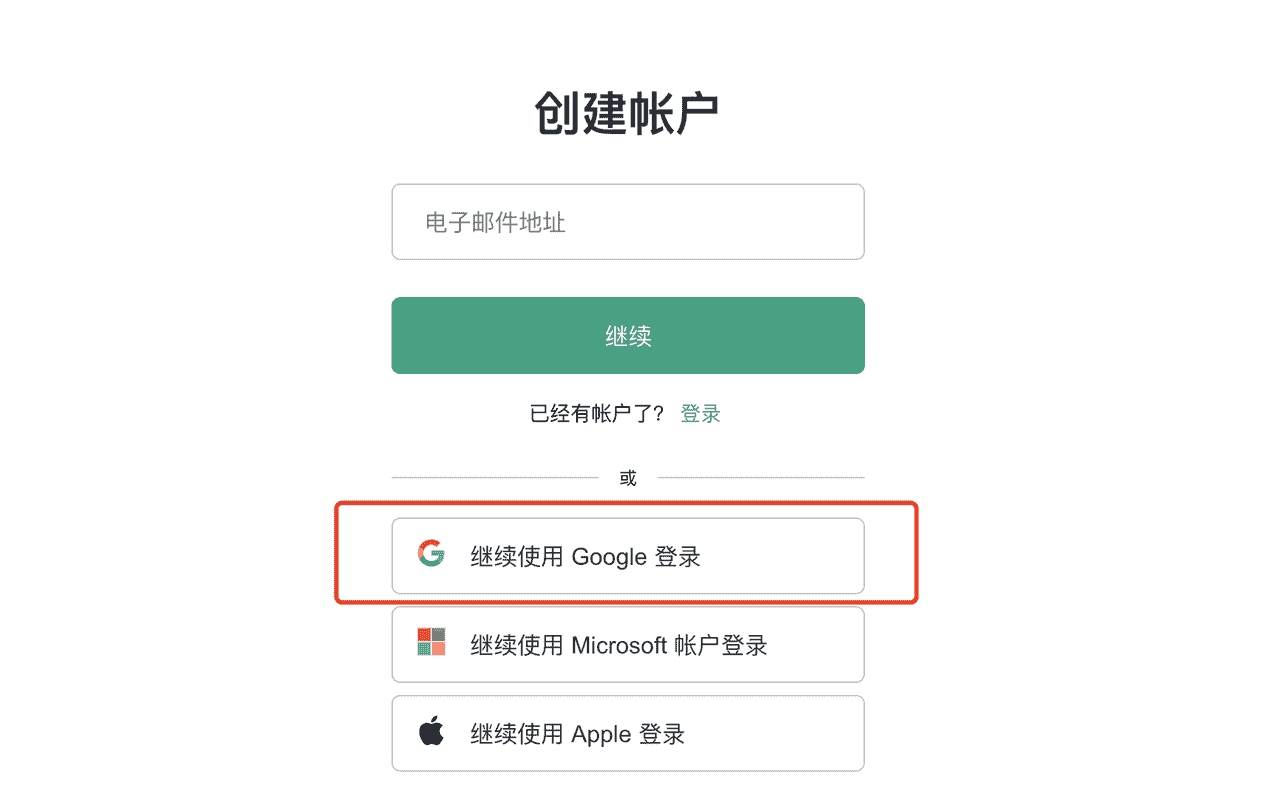 创建帐户
电子邮件地址
继续
已经有帐户了? 登录
或
继续使用 Google 登录
继续使用 Microsoft 帐户登录
继续使用 Apple 登录